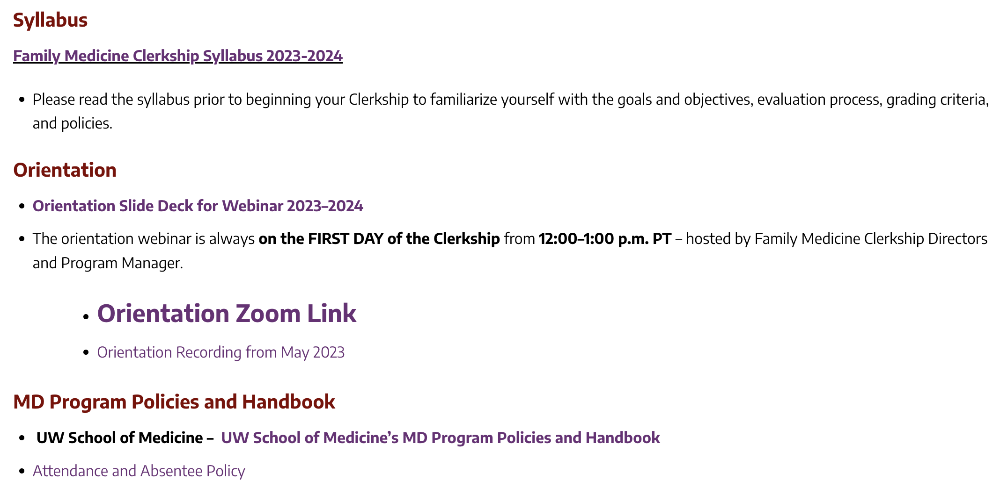 Syllabus
Family Medicine Clerkship Syllabus 2023-2024
• Please read the syllabus prior to beginning your Clerkship to familiarize yourself with the goals and objectives, evaluation process, grading criteria,
and policies.
Orientation
• Orientation Slide Deck for Webinar 2023–2024
• The orientation webinar is always on the FIRST DAY of the Clerkship from 12:00–1:00 p.m. PT – hosted by Family Medicine Clerkship Directors
and Program Manager.
• Orientation Zoom Link
• Orientation Recording from May 2023
MD Program Policies and Handbook
• UW School of Medicine – UW School of Medicine’s MD Program Policies and Handbook
• Attendance and Absentee Policy